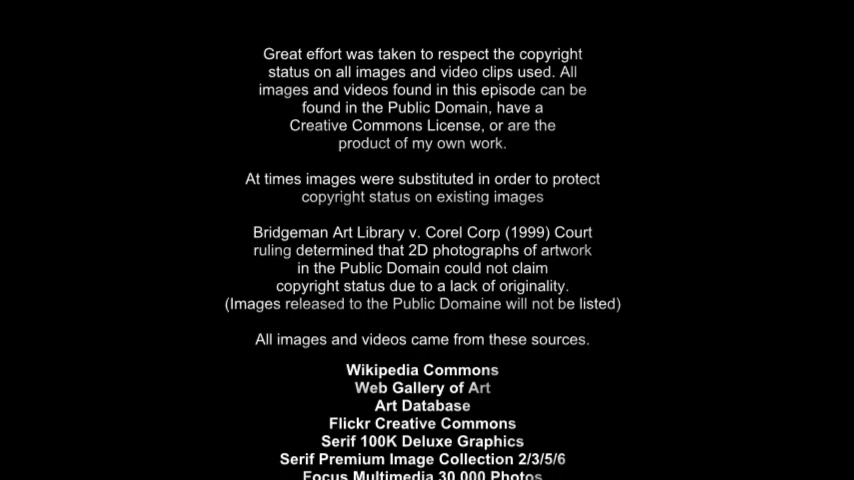 Great effort was taken to respect the copyright
status on all images and video clips used. All
images and videos found in this episode can be
found in the Public Domain, have a
Creative Commons License, or are the
product of my own work.
At times images were substituted in order to protect
copyright status on existing images
Bridgeman Art Library v. Corel Corp (1999) Court
ruling determined that 2D photographs of artwork
in the Public Domain could not claim
copyright status due to a lack of originality.
(Images released to the Public Domaine will not be listed)
All images and videos came from these sources.
Wikipedia Commons
Web Gallery of Art
Art Database
Flickr Creative Commons
Serif 100K Deluxe Graphics
Serif Premium Image Collection 2/3/5/6
Focus Multimedia 30,000 Photos